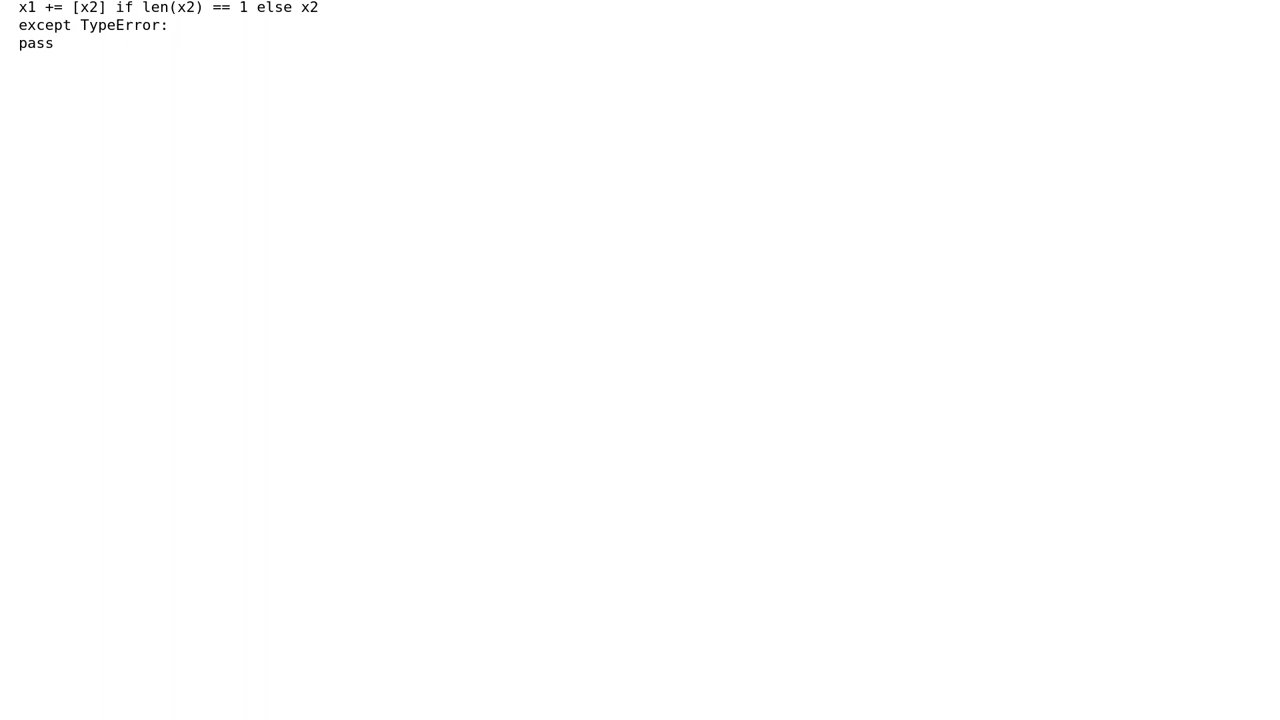 x1 += [x2] if len(x2) == 1 else x2
except TypeError:
pass